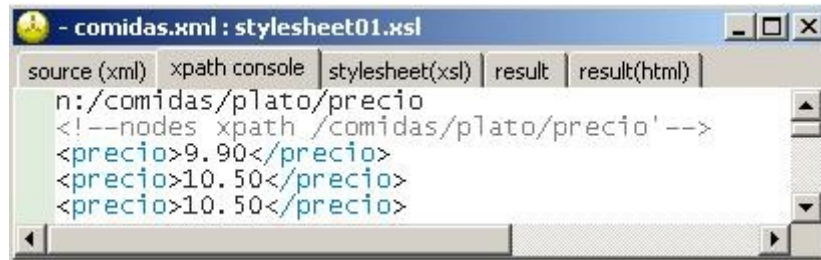 - comidas.xml : stylesheet01.xsl
source (xml) xpath console stylesheet(xsl) result result(html)
n:/comidas/plato/precio
<!--nodes xpath /comidas/plato/precio'-->
<precio>9.90</precio>
<precio>10.50</precio>
<precio>10.50</precio>